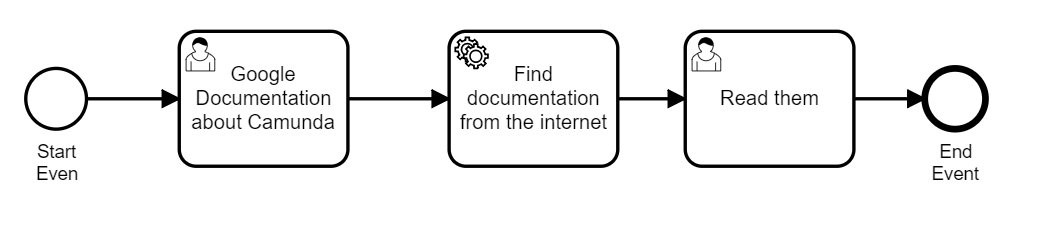 Start
Even
Google
Documentation
about Camunda
Find
documentation
from the internet
Read them
End
Event